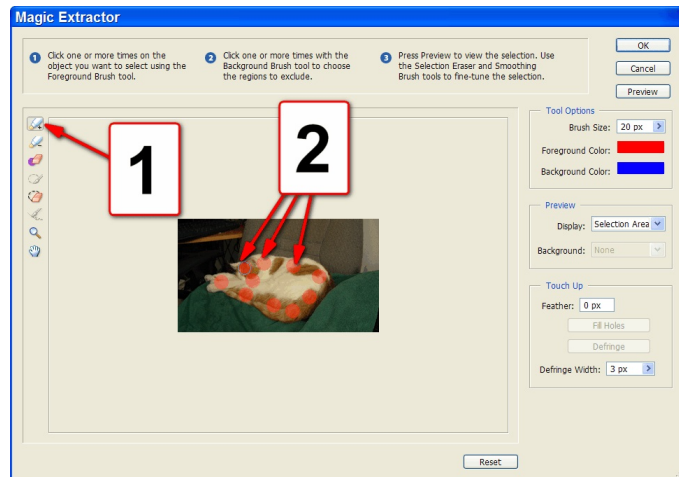 Magic Extractor
1 Click one or more times on the
object you want to select using the
Foreground Brush tool.
2 Click one or more times with the
Background Brush tool to choose
the regions to exclude.
3 Press Preview to view the selection. Use
the Selection Eraser and Smoothing
Brush tools to fine-tune the selection.
OK
Cancel
Preview
1
2
Tool Options
Brush Size: 20 px
Foreground Color:
Background Color:
Preview
Display: Selection Area
Background: None
Touch Up
Feather: 0 px
Fill Holes
Defringe
Defringe Width: 3 px
Reset